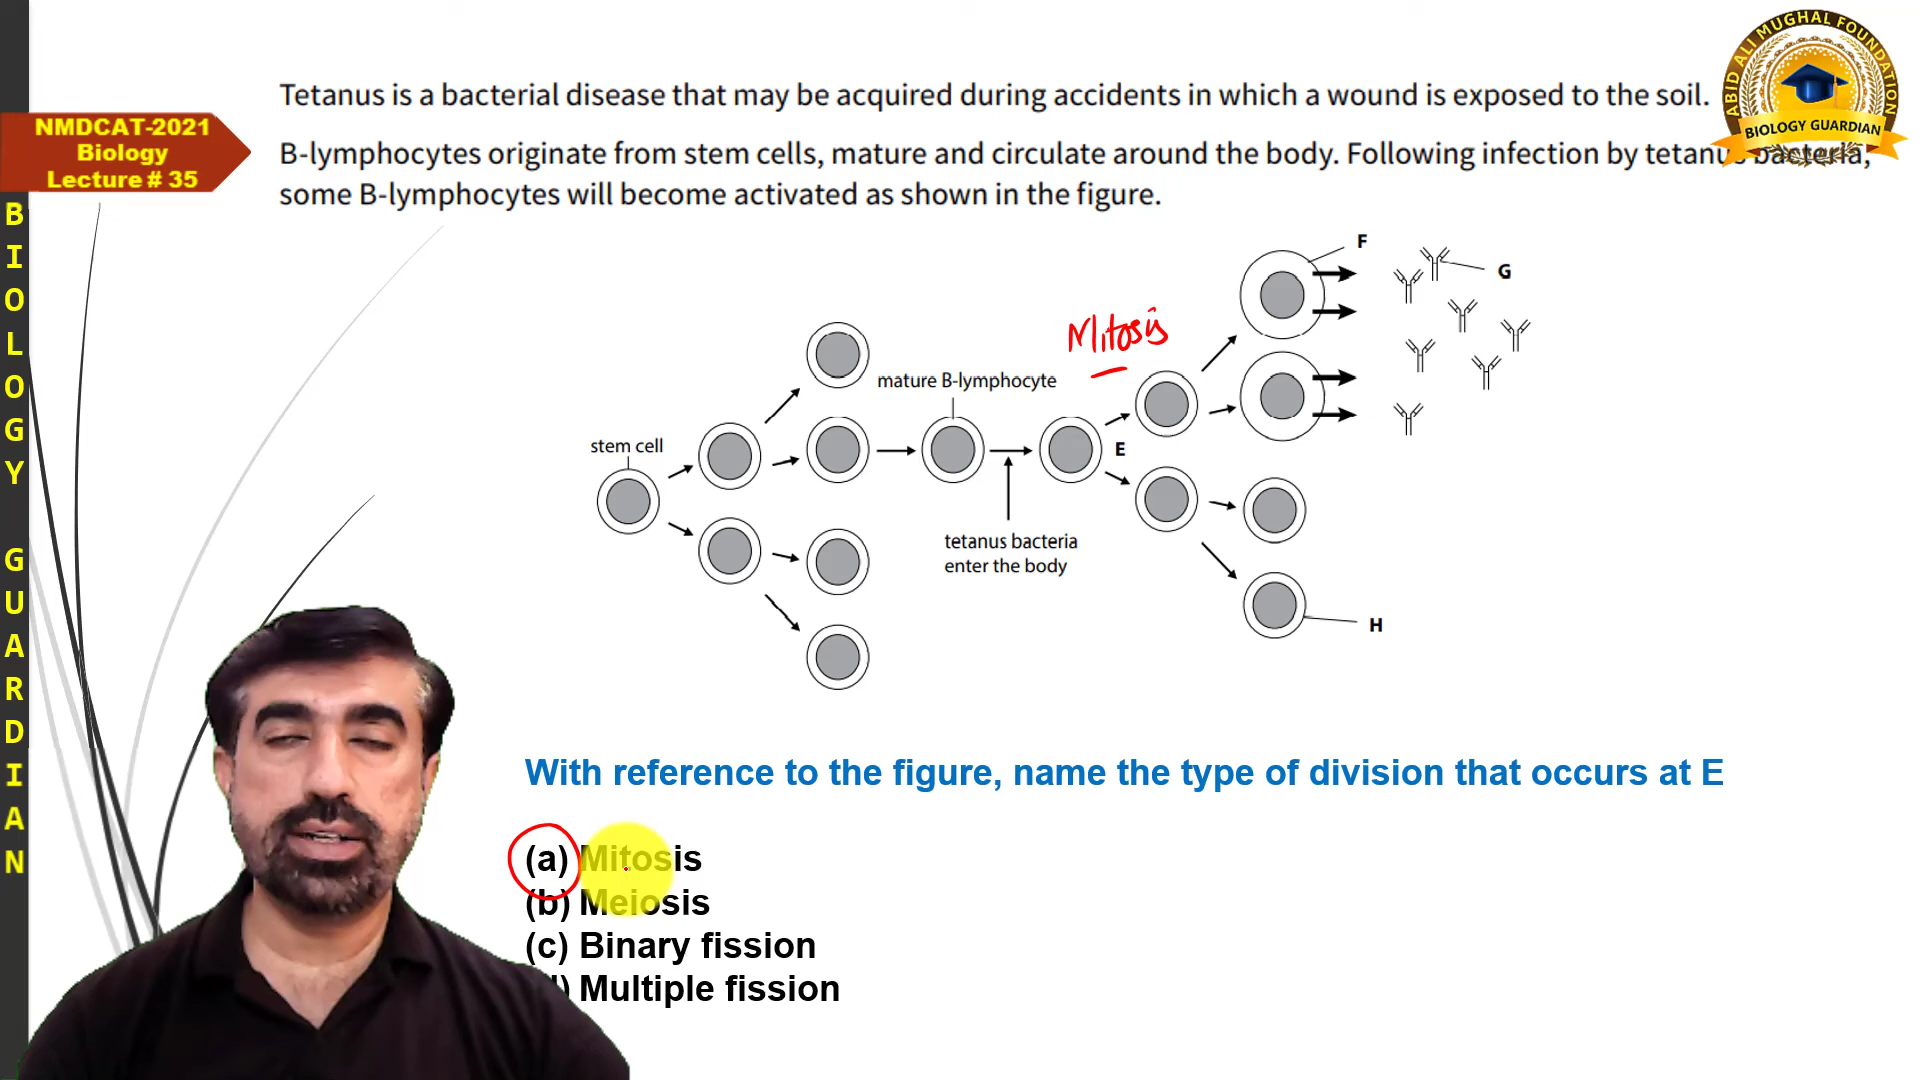 ABID ALI MUGHAL FOUNDATION
BIOLOGY GUARDIAN
NMDCAT-2021
Biology
Lecture # 35
BIOLOGY GUARDIAN
Tetanus is a bacterial disease that may be acquired during accidents in which a wound is exposed to the soil.
B-lymphocytes originate from stem cells, mature and circulate around the body. Following infection by tetanus bacteria,
some B-lymphocytes will become activated as shown in the figure.
F
G
Mitosis
mature B-lymphocyte
stem cell
E
tetanus bacteria
enter the body
H
With reference to the figure, name the type of division that occurs at E
(a) Mitosis
(b) Meiosis
(c) Binary fission
) Multiple fission